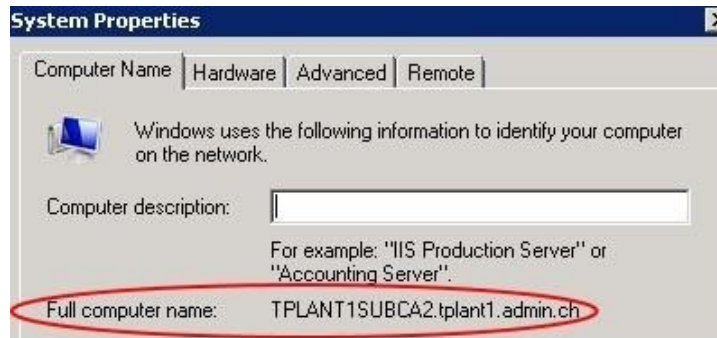 System Properties
Computer Name Hardware Advanced Remote
Windows uses the following information to identify your computer
on the network.
Computer description:
For example: "IIS Production Server" or
"Accounting Server".
Full computer name: TPLANT1SUBCA2.tplant1.admin.ch